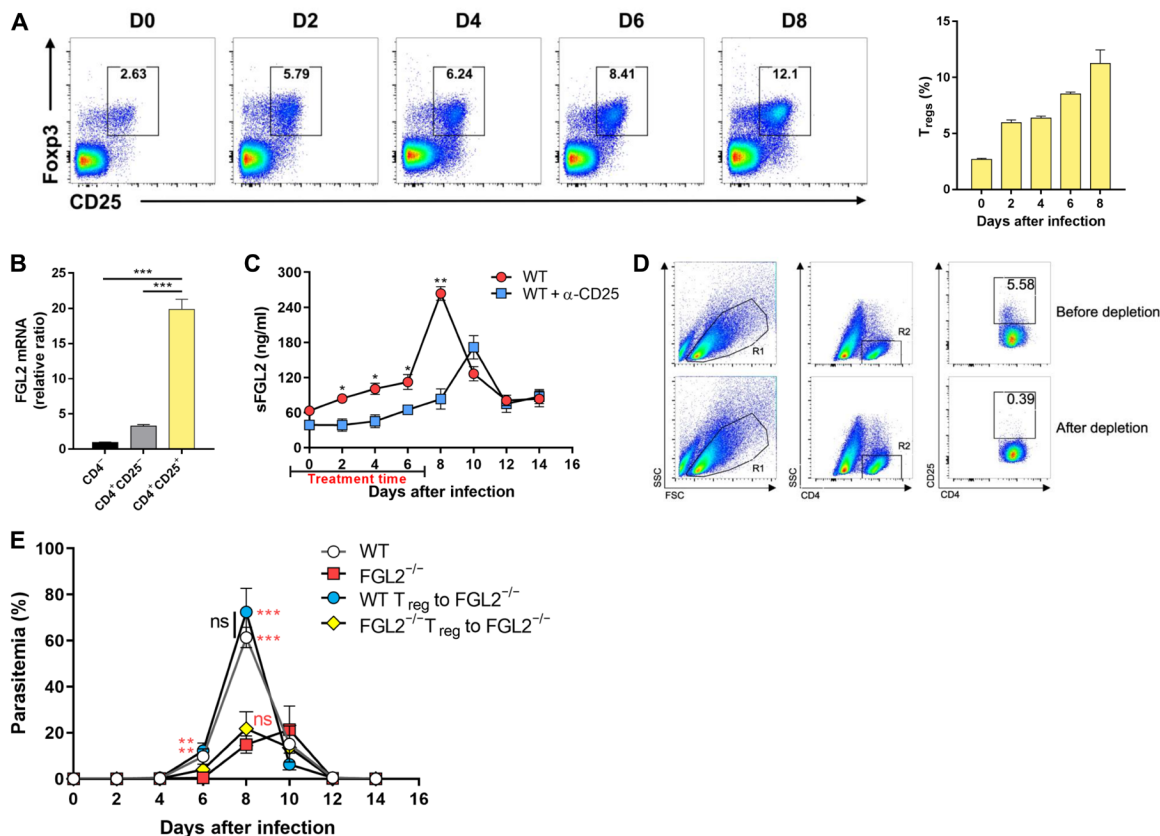 A
D0 D2 D4 D6 D8
2.63 5.79 6.24 8.41 12.1
Foxp3
CD25
Tregs (%)
15
10
5
0
0 2 4 6 8
Days after infection
B
FGL2 mRNA
(relative ratio)
25
20
15
10
5
0
***
***
CD4⁻
CD4⁺CD25⁻
CD4⁺CD25⁺
C
sFGL2 (ng/ml)
300
240
180
120
60
0
WT
WT + α-CD25
* * * **
0 2 4 6 8 10 12 14 16
Treatment time
Days after infection
D
R1 R2 5.58 Before depletion
R1 R2 0.39 After depletion
SSC SSC CD25
FSC CD4 CD4
E
Parasitemia (%)
100
80
60
40
20
0
WT
FGL2⁻/⁻
WT Treg to FGL2⁻/⁻
FGL2⁻/⁻Treg to FGL2⁻/⁻
ns
***
***
ns
**
**
0 2 4 6 8 10 12 14 16
Days after infection